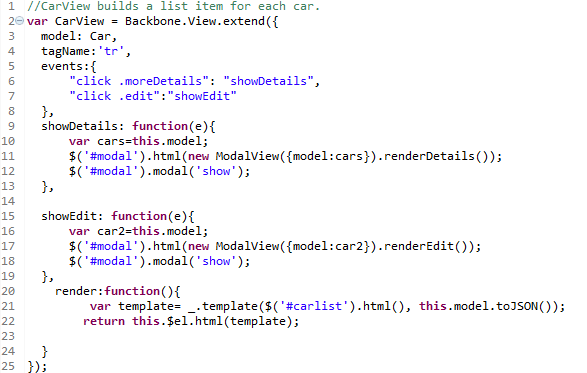 1 //CarView builds a list item for each car.
2 var CarView = Backbone.View.extend({
3   model: Car,
4   tagName:'tr',
5   events:{
6       "click .moreDetails": "showDetails",
7       "click .edit":"showEdit"
8   },
9   showDetails: function(e){
10       var cars=this.model;
11       $('#modal').html(new ModalView({model:cars}).renderDetails());
12       $('#modal').modal('show');
13   },
14
15   showEdit: function(e){
16       var car2=this.model;
17       $('#modal').html(new ModalView({model:car2}).renderEdit());
18       $('#modal').modal('show');
19   },
20     render:function(){
21          var template= _.template($('#carlist').html(), this.model.toJSON());
22         return this.$el.html(template);
23
24   }
25 });